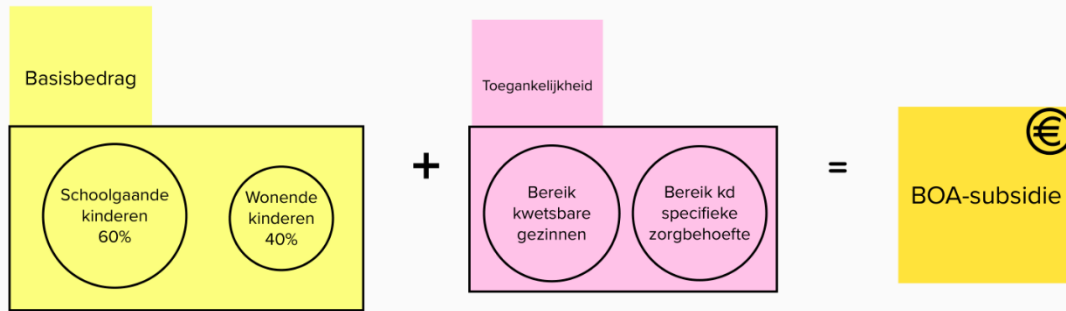 Basisbedrag
Schoolgaande
kinderen
60%
Wonende
kinderen
40%
+
Toegankelijkheid
Bereik
kwetsbare
gezinnen
Bereik kd
specifieke
zorgbehoefte
=
€
BOA-subsidie